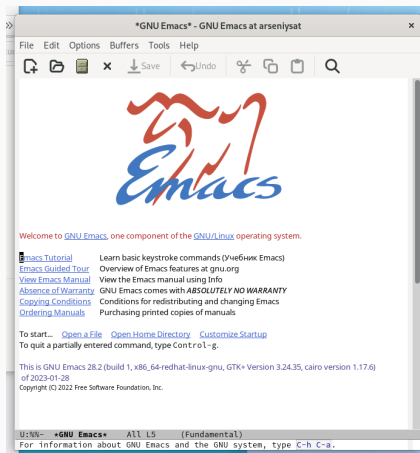 *GNU Emacs* - GNU Emacs at arseniysat
File Edit Options Buffers Tools Help
Save Undo
Emacs
Welcome to GNU Emacs, one component of the GNU/Linux operating system.
Emacs Tutorial Learn basic keystroke commands (Учебник Emacs)
Emacs Guided Tour Overview of Emacs features at gnu.org
View Emacs Manual View the Emacs manual using Info
Absence of Warranty GNU Emacs comes with ABSOLUTELY NO WARRANTY
Copying Conditions Conditions for redistributing and changing Emacs
Ordering Manuals Purchasing printed copies of manuals
To start... Open a File Open Home Directory Customize Startup
To quit a partially entered command, type Control-g.
This is GNU Emacs 28.2 (build 1, x86_64-redhat-linux-gnu, GTK+ Version 3.24.35, cairo version 1.17.6)
of 2023-01-28
Copyright (C) 2022 Free Software Foundation, Inc.
U:%%- *GNU Emacs* All L5 (Fundamental)
For information about GNU Emacs and the GNU system, type C-h C-a.